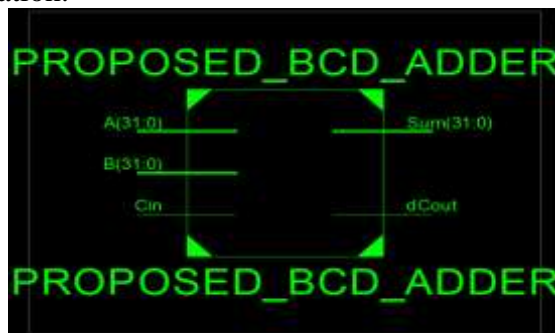 PROPOSED_BCD_ADDER
A(31:0)
Sum(31:0)
B(31:0)
Cin
dCout
PROPOSED_BCD_ADDER